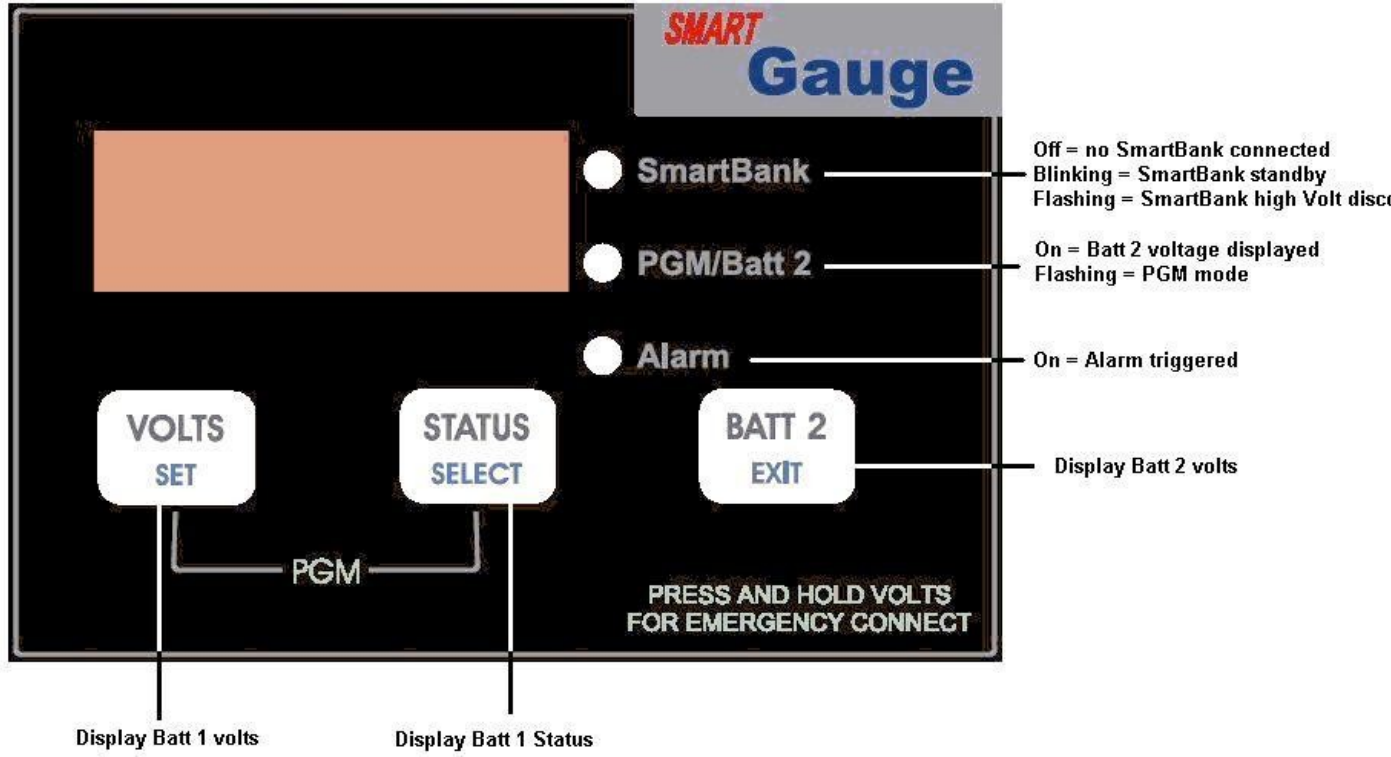 SMART
Gauge
SmartBank
Off = no SmartBank connected
Blinking = SmartBank standby
Flashing = SmartBank high Volt
PGM/Batt 2
On = Batt 2 voltage displayed
Flashing = PGM mode
Alarm
On = Alarm triggered
VOLTS
SET
STATUS
SELECT
BATT 2
EXIT
Display Batt 2 volts
PGM
PRESS AND HOLD VOLTS
FOR EMERGENCY CONNECT
Display Batt 1 volts
Display Batt 1 Status